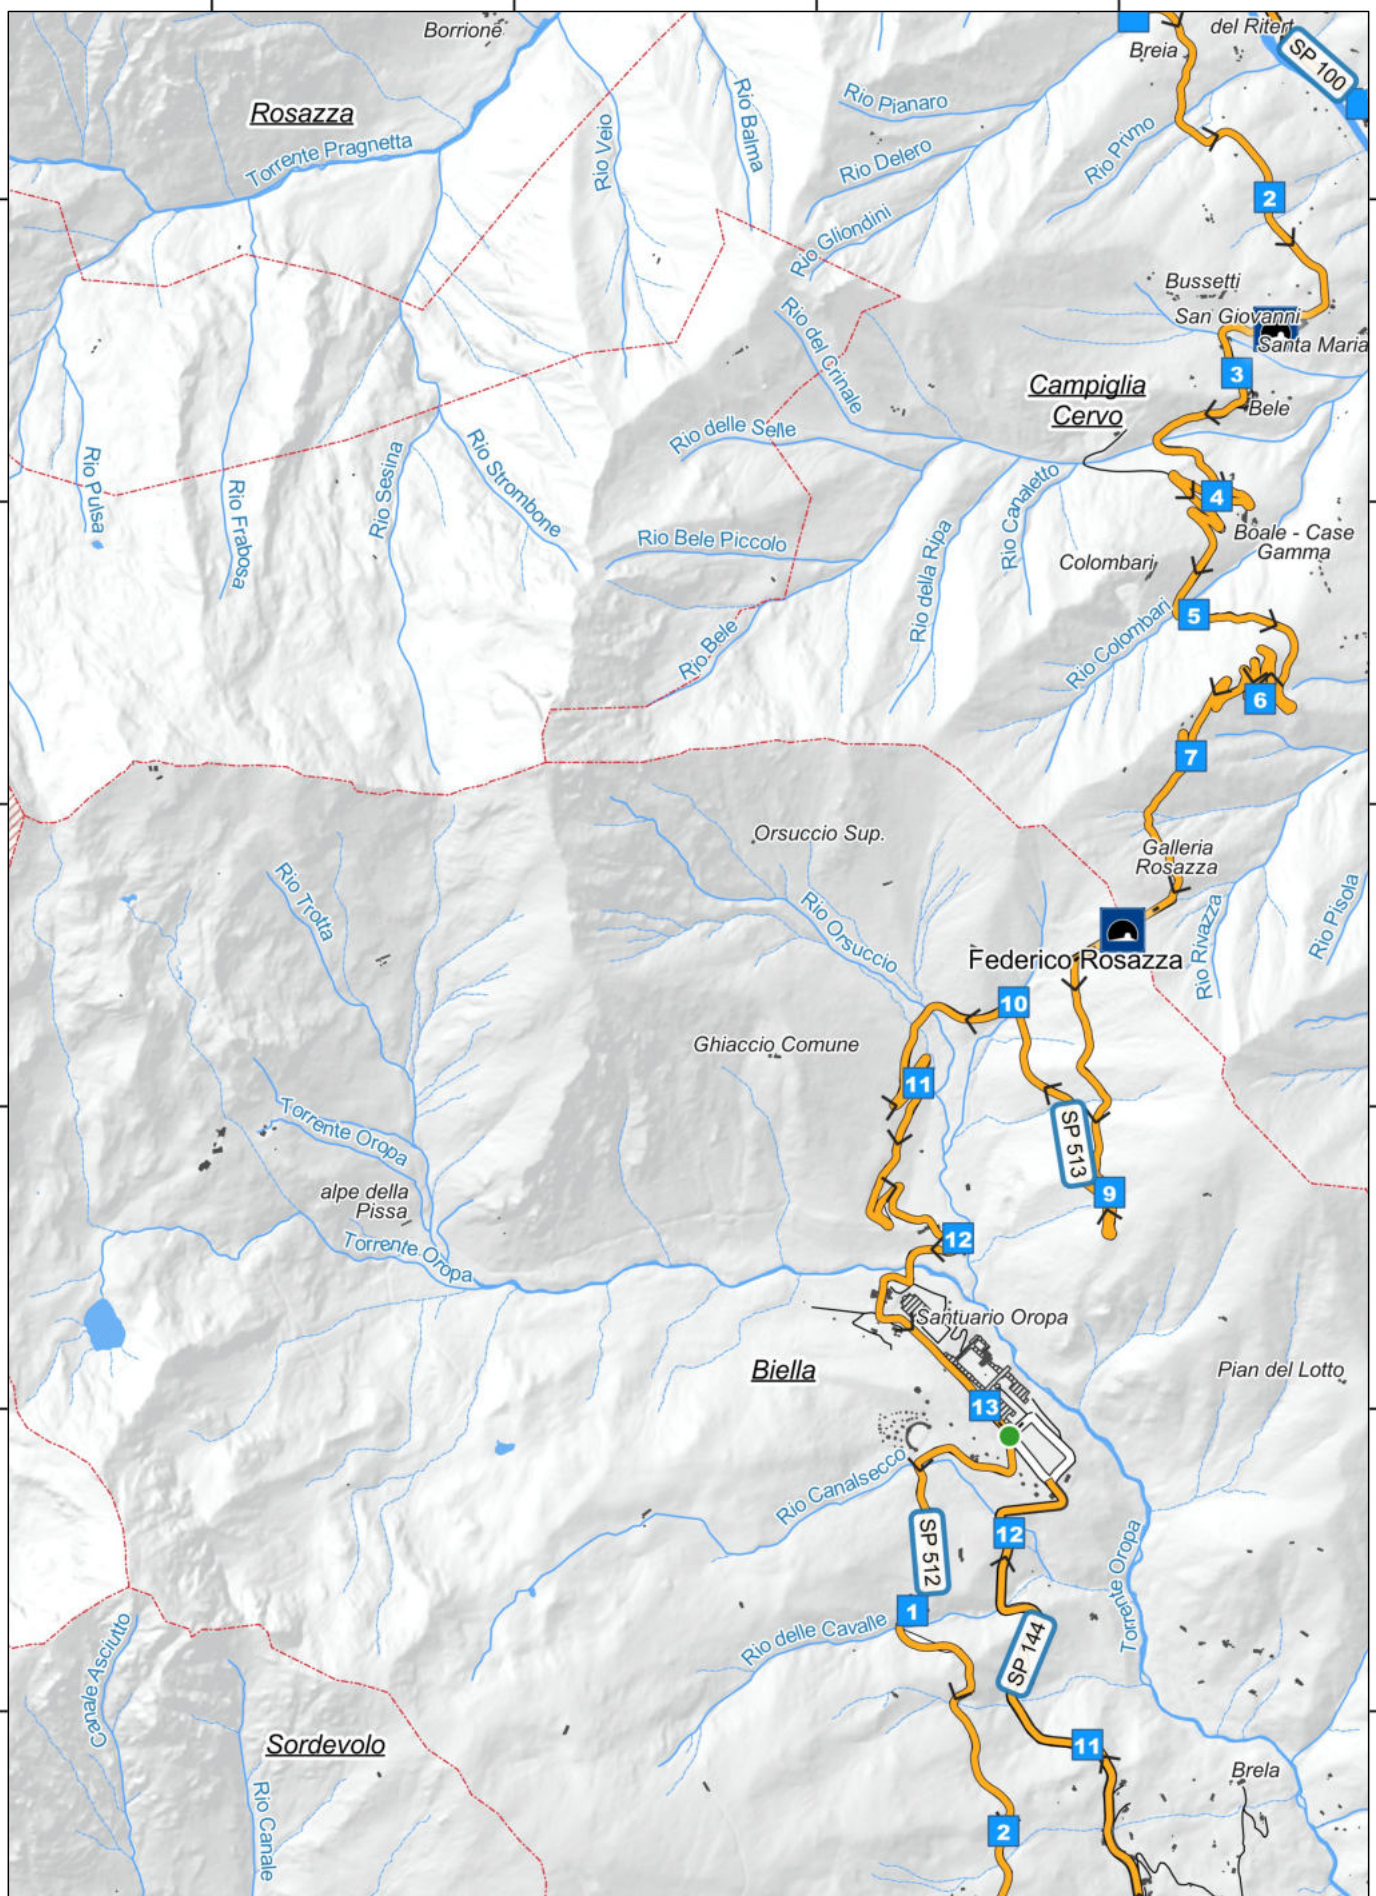 Borrione
del Ritert
SP 100
Breia
Rosazza
Torrente Pragnetta
Rio Veio
Rio Balma
Rio Pianaro
Rio Delero
Rio Primo
Rio Gliondini
2
Bussetti
San Giovanni
Santa Maria
Rio del Crinale
3
Campiglia
Cervo
Bele
Rio delle Selle
Rio Pulsa
Rio Frabosa
Rio Sesina
Rio Strombone
Rio Canaletto
4
Boale - Case
Gamma
Rio Bele Piccolo
Rio della Ripa
Colombari
5
Rio Colombari
Rio Bele
6
7
Orsuccio Sup.
Galleria
Rosazza
Rio Trotta
Rio Orsuccio
Rio Rivazza
Rio Pisola
Federico Rosazza
10
Ghiaccio Comune
11
Torrente Oropa
SP 513
9
alpe della
Pissa
Torrente Oropa
12
Santuario Oropa
Biella
Pian del Lotto
13
Rio Canalsecco
SP 512
12
Torrente Oropa
1
Rio delle Cavalle
SP 144
Canale Asciutto
Sordevolo
11
Brela
Rio Canale
2